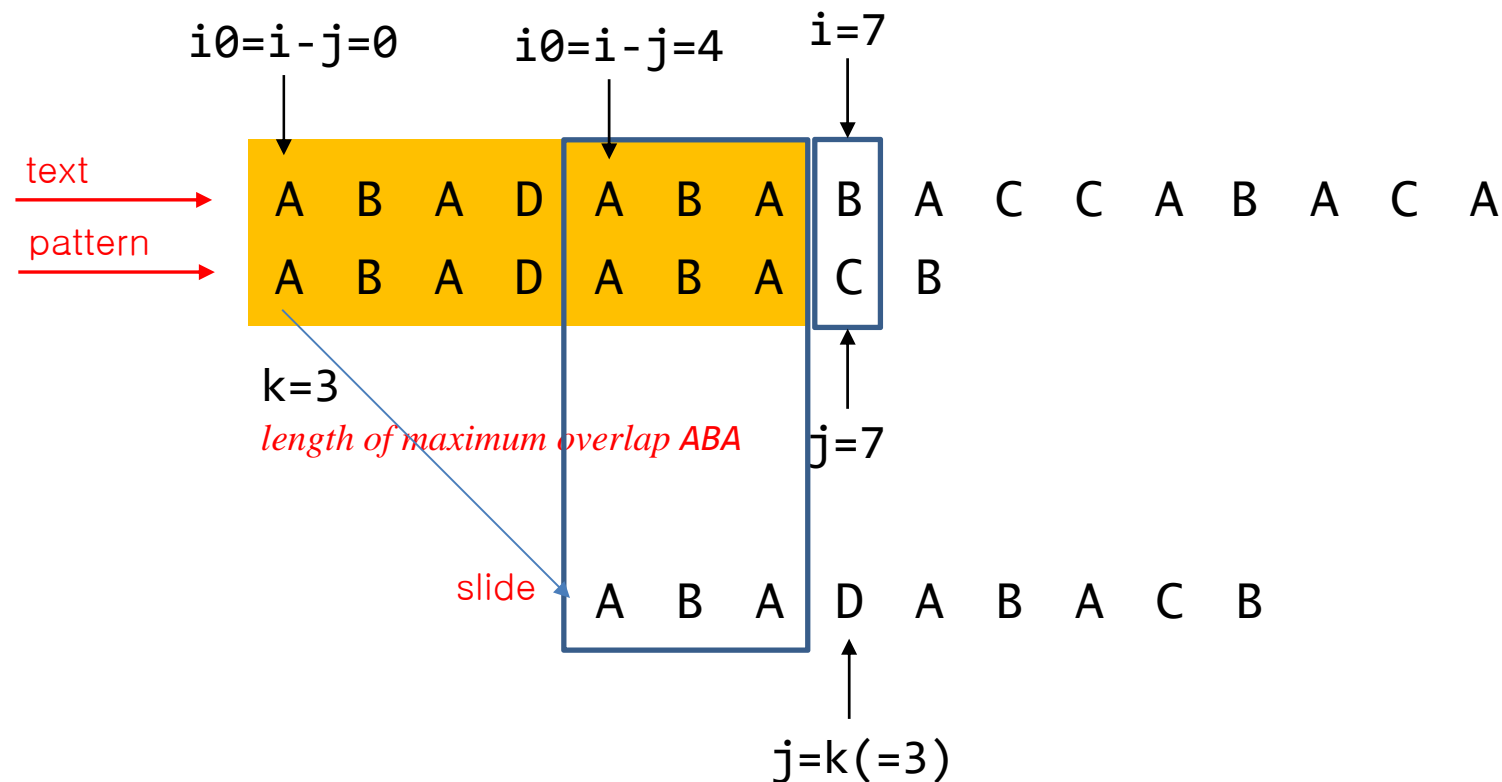 i0=i-j=0 i0=i-j=4 i=7
text
A B A D A B A B A C C A B A C A
pattern
A B A D A B A C B
k=3
length of maximum overlap ABA
j=7
slide
A B A D A B A C B
j=k(=3)